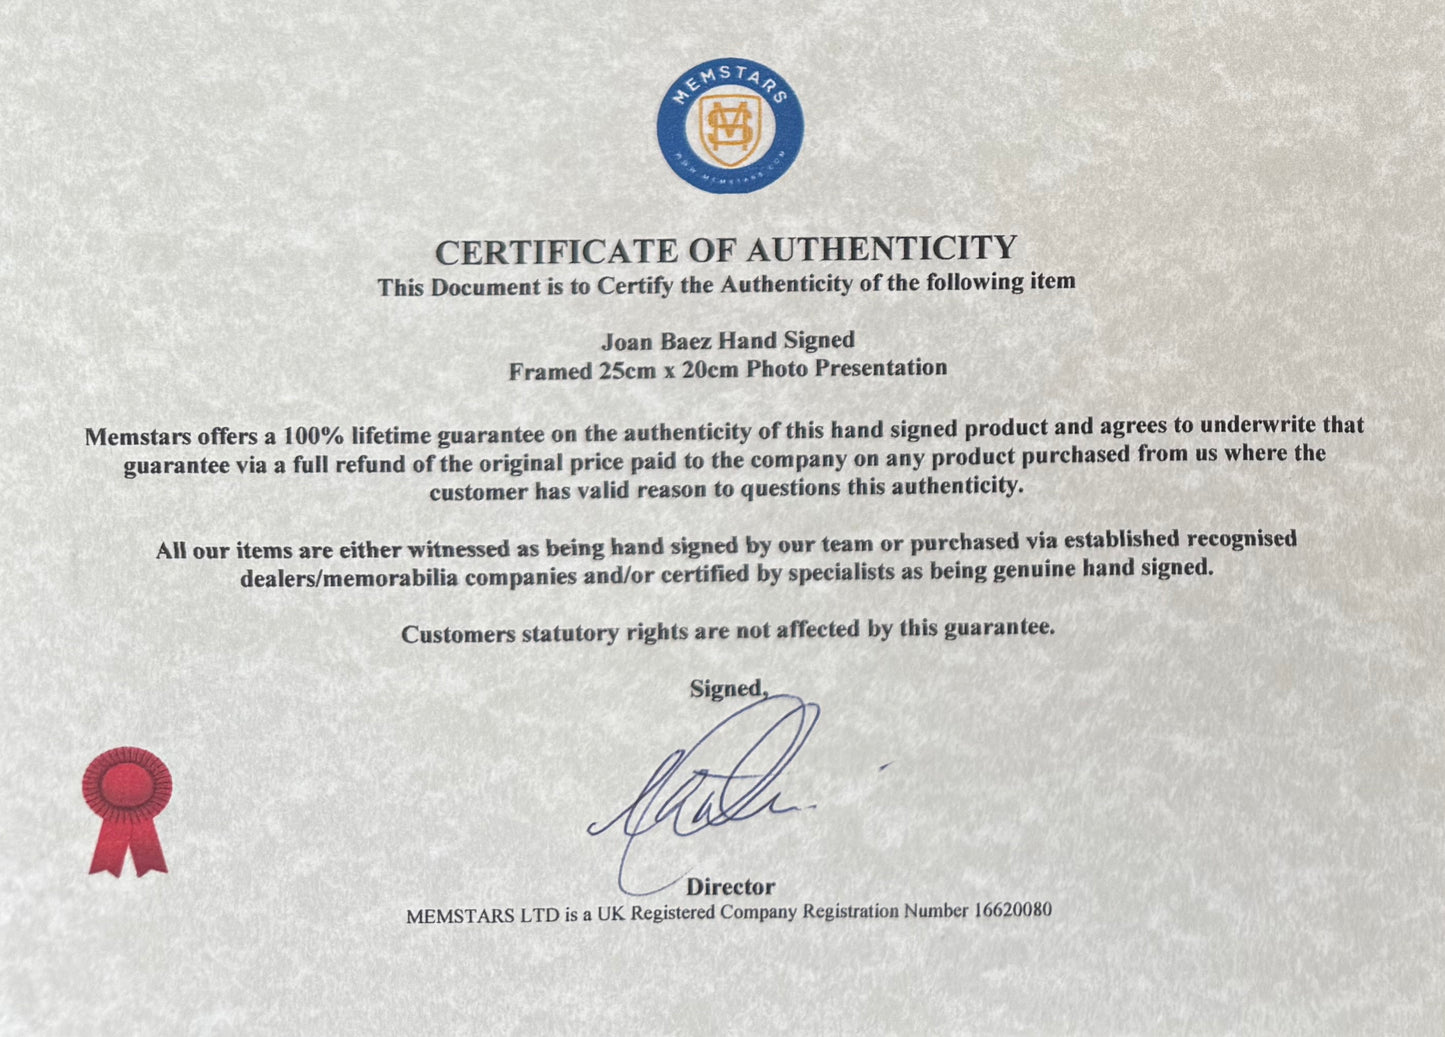 MEMSTARS
MS
WWW.MEMSTARS.COM
CERTIFICATE OF AUTHENTICITY
This Document is to Certify the Authenticity of the following item
Joan Baez Hand Signed
Framed 25cm x 20cm Photo Presentation
Memstars offers a 100% lifetime guarantee on the authenticity of this hand signed product and agrees to underwrite that
guarantee via a full refund of the original price paid to the company on any product purchased from us where the
customer has valid reason to questions this authenticity.
All our items are either witnessed as being hand signed by our team or purchased via established recognised
dealers/memorabilia companies and/or certified by specialists as being genuine hand signed.
Customers statutory rights are not affected by this guarantee.
Signed,
Director
MEMSTARS LTD is a UK Registered Company Registration Number 16620080